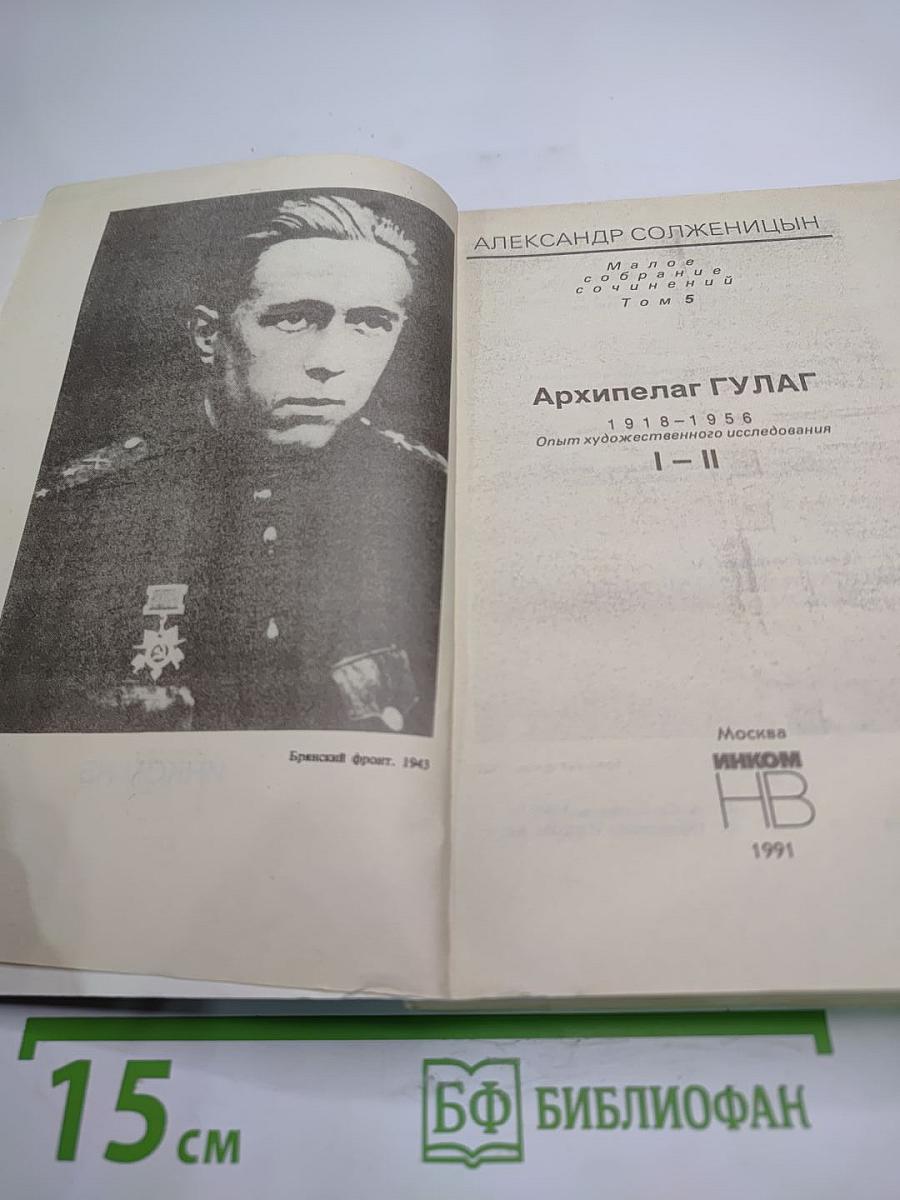 Брянский фронт. 1943
АЛЕКСАНДР СОЛЖЕНИЦЫН
Малое
собрание
сочинений
Том 5
Архипелаг ГУЛАГ
1918–1956
Опыт художественного исследования
I – II
Москва
ИНКОМ
НВ
1991
15 см
БФ БИБЛИОФАН